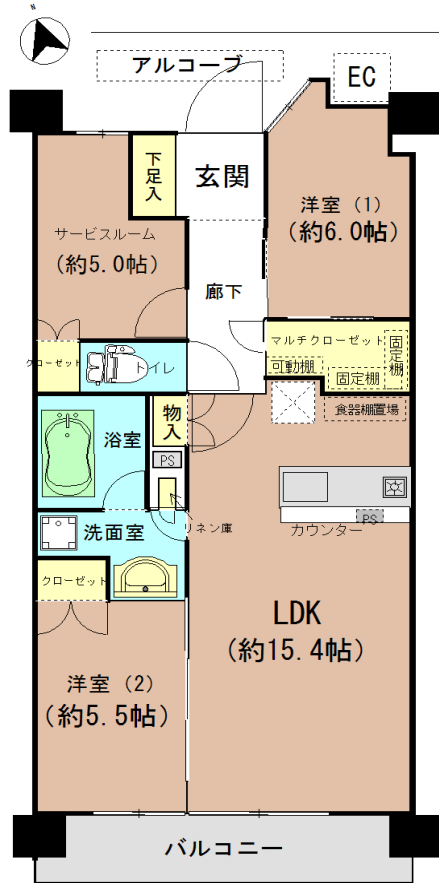 N
アルコーブ
EC
下足入
玄関
洋室 (1)
(約6.0帖)
サービスルーム
(約5.0帖)
廊下
マルチクローゼット
固定棚
可動棚
固定棚
クローゼット
トイレ
食器棚置場
物入
浴室
PS
PS
カウンター
リネン庫
洗面室
クローゼット
LDK
(約15.4帖)
洋室 (2)
(約5.5帖)
バルコニー